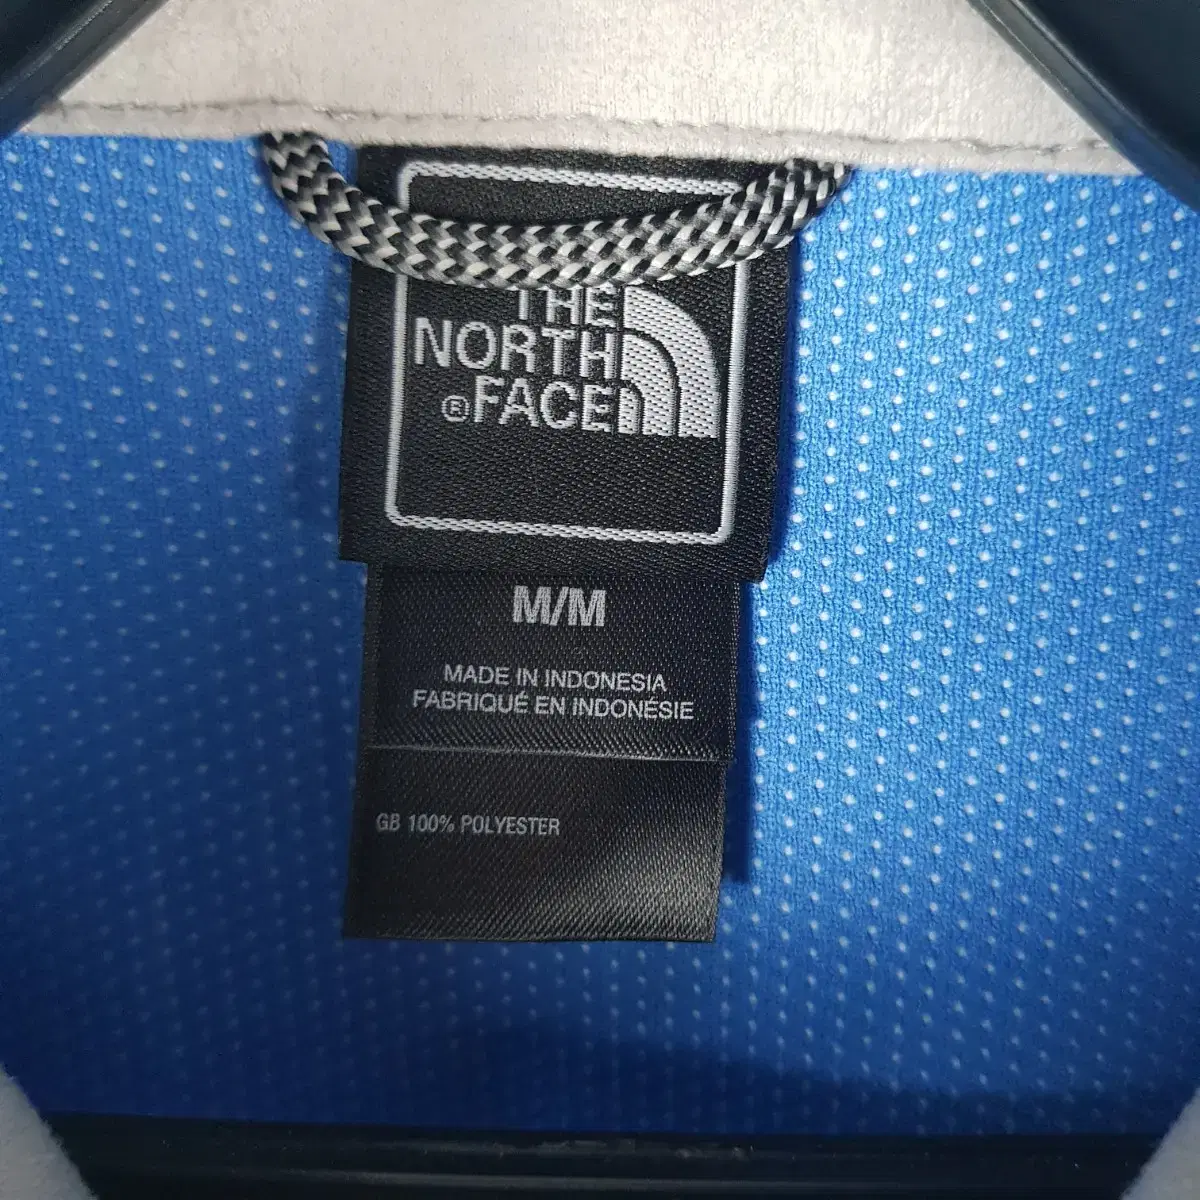 THE
NORTH
®FACE
M/M
MADE IN INDONESIA
FABRIQUÉ EN INDONÉSIE
GB 100% POLYESTER